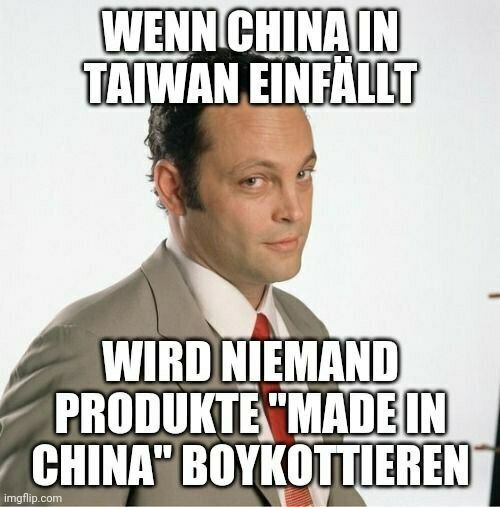 WENN CHINA IN
TAIWAN EINFÄLLT
WIRD NIEMAND
PRODUKTE "MADE IN
CHINA" BOYKOTTIEREN
imgflip.com